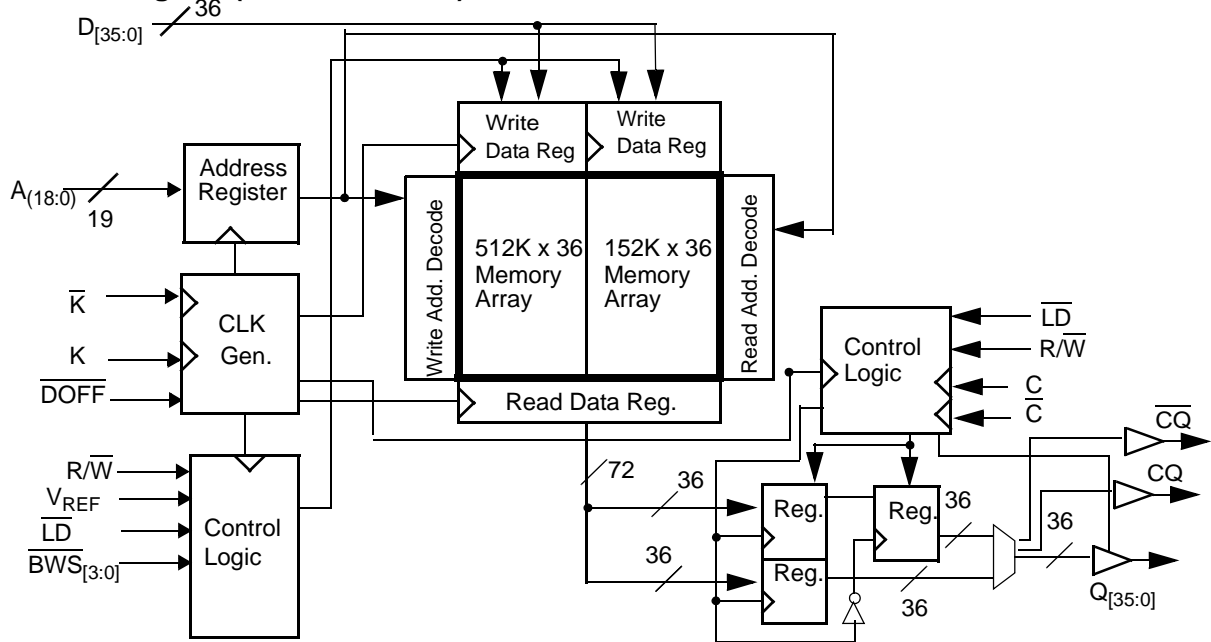 36
D[35:0]
Write
Data Reg
Write
Data Reg
Address
Register
A(18:0)
19
Write Add. Decode
512K x 36
Memory
Array
152K x 36
Memory
Array
Read Add. Decode
K
K
DOFF
CLK
Gen.
Read Data Reg.
Control
Logic
LD
R/W
C
C
R/W
VREF
LD
BWS[3:0]
Control
Logic
72
36
36
Reg.
Reg.
Reg.
36
36
36
CQ
CQ
Q[35:0]